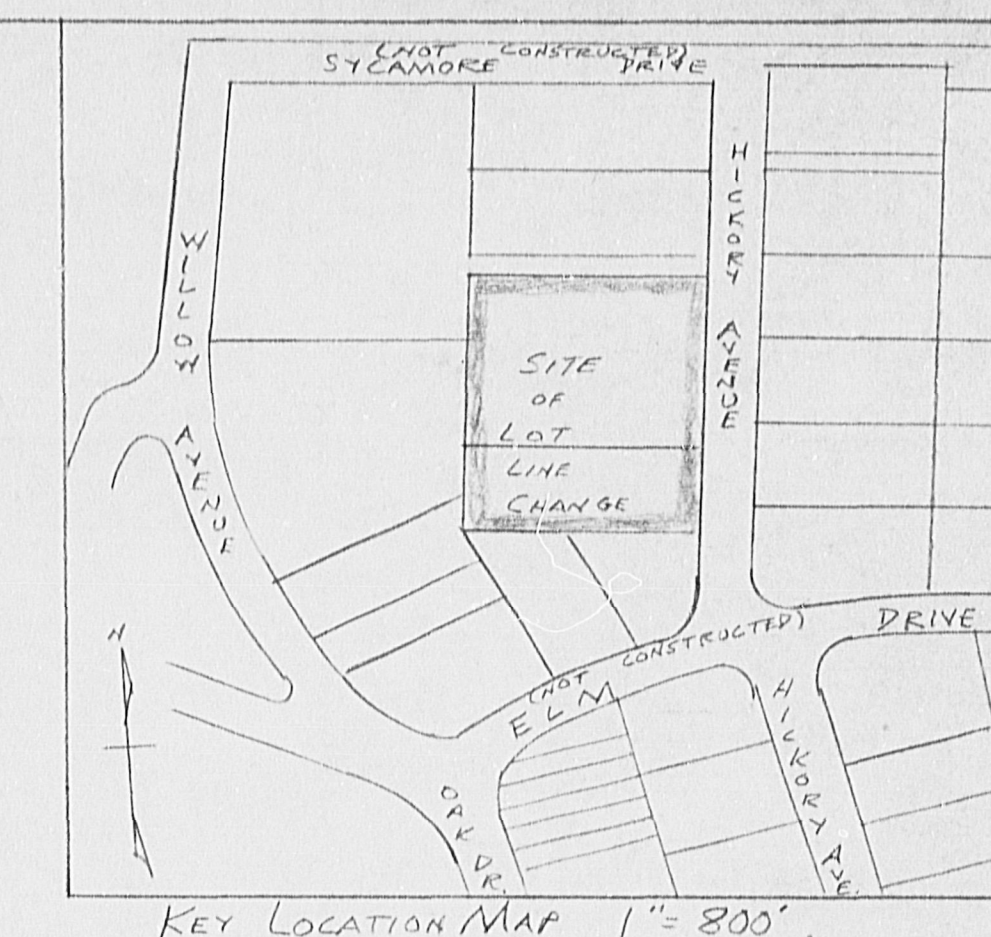 (NOT CONSTRUCTED)
SYCAMORE DRIVE
HICKORY AVENUE
WILLOW AVENUE
SITE
OF
LOT
LINE
CHANGE
N
(NOT CONSTRUCTED)
ELM DRIVE
HICKORY AVE.
OAK DR.
KEY LOCATION MAP 1"= 800'